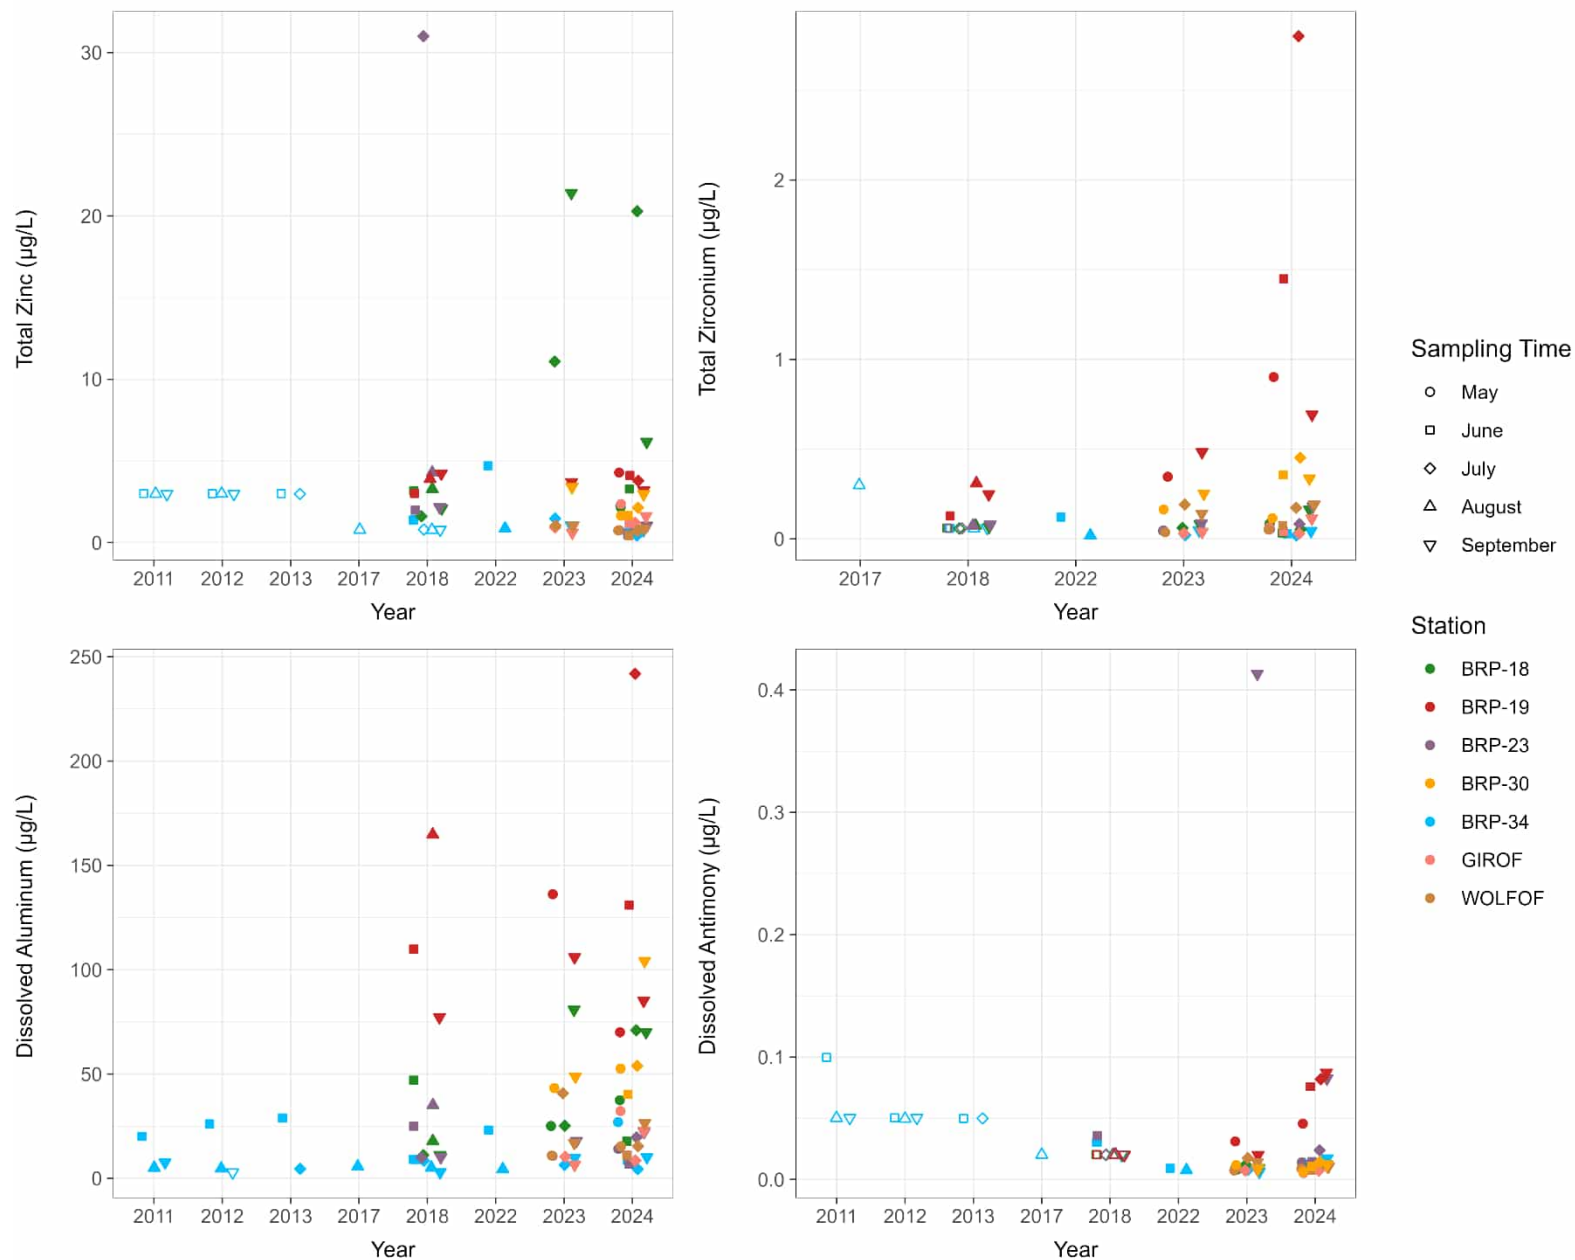 Total Zinc (µg/L)
30
20
10
0
2011 2012 2013 2017 2018 2022 2023 2024
Year
Total Zirconium (µg/L)
2
1
0
2017 2018 2022 2023 2024
Year
Dissolved Aluminum (µg/L)
250
200
150
100
50
0
2011 2012 2013 2017 2018 2022 2023 2024
Year
Dissolved Antimony (µg/L)
0.4
0.3
0.2
0.1
0.0
2011 2012 2013 2017 2018 2022 2023 2024
Year
Sampling Time
May
June
July
August
September
Station
BRP-18
BRP-19
BRP-23
BRP-30
BRP-34
GIROF
WOLFOF